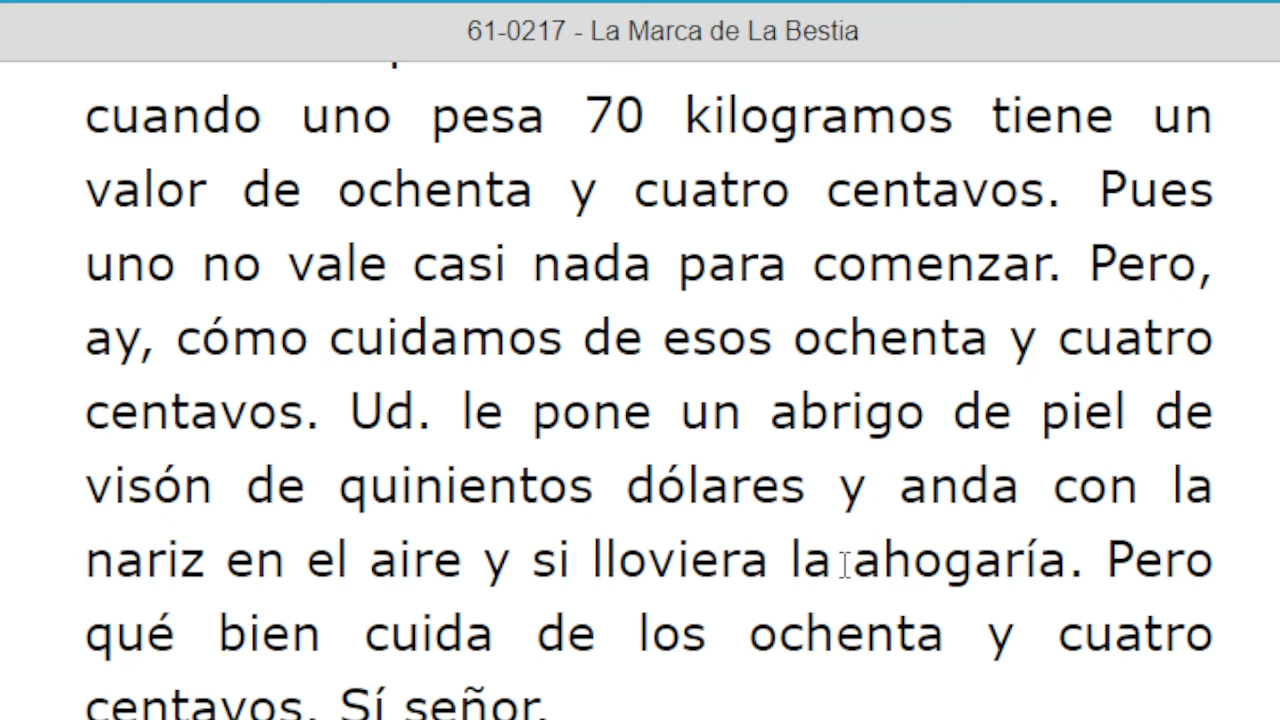 61-0217 - La Marca de La Bestia
cuando uno pesa 70 kilogramos tiene un
valor de ochenta y cuatro centavos. Pues
uno no vale casi nada para comenzar. Pero,
ay, cómo cuidamos de esos ochenta y cuatro
centavos. Ud. le pone un abrigo de piel de
visón de quinientos dólares y anda con la
nariz en el aire y si lloviera la ahogaría. Pero
qué bien cuida de los ochenta y cuatro
centavos. Sí señor.